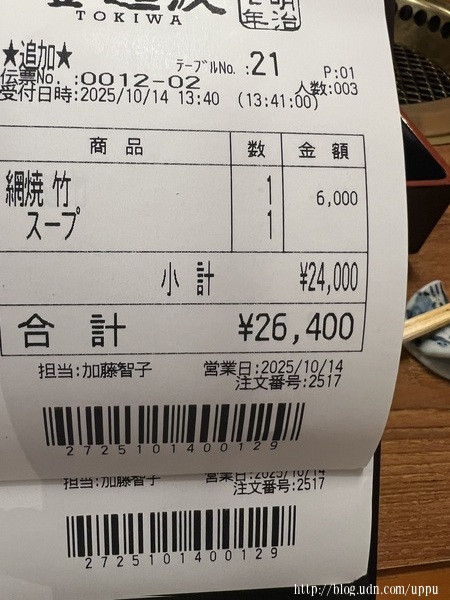 TOKIWA
明治
年
★追加★
テーブルNo. :21
P:01
伝票No. :0012-02
人数:003
受付日時:2025/10/14 13:40 (13:41:00)
商 品 数 金 額
網焼 竹 1 6,000
スープ 1
小 計 ¥24,000
合 計 ¥26,400
担当:加藤智子 営業日:2025/10/14
注文番号:2517
2725101400129
担当:加藤智子 営業日:2025/10/14
注文番号:2517
2725101400129
http://blog.udn.com/uppu